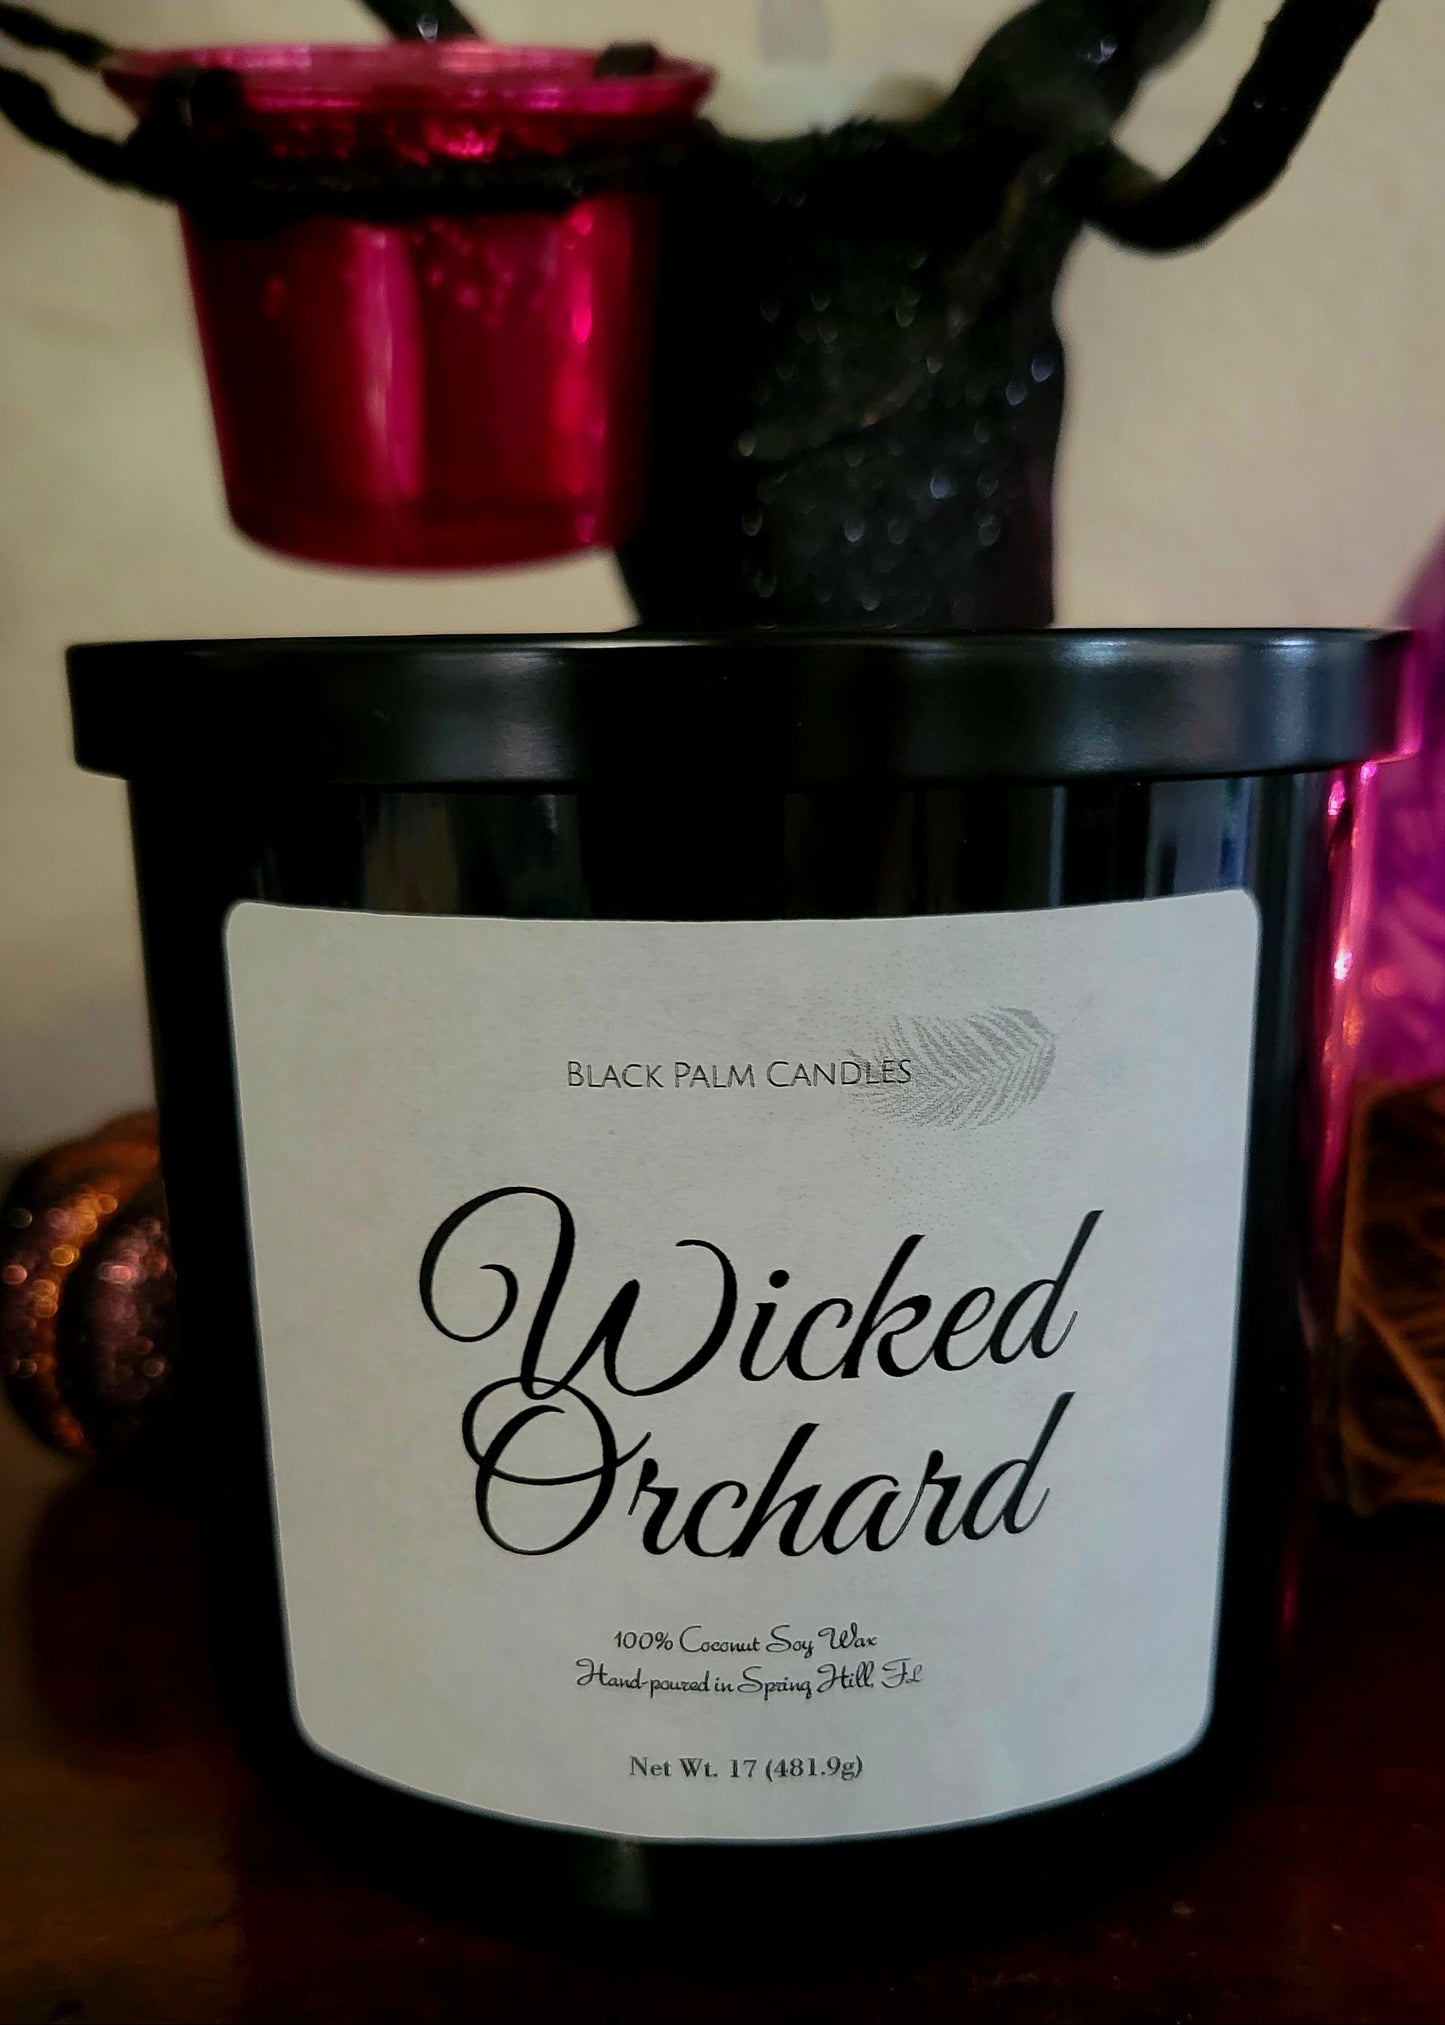 BLACK PALM CANDLES
Wicked
Orchard
100% Coconut Soy Wax
Hand-poured in Spring Hill, FL
Net Wt. 17 (481.9g)